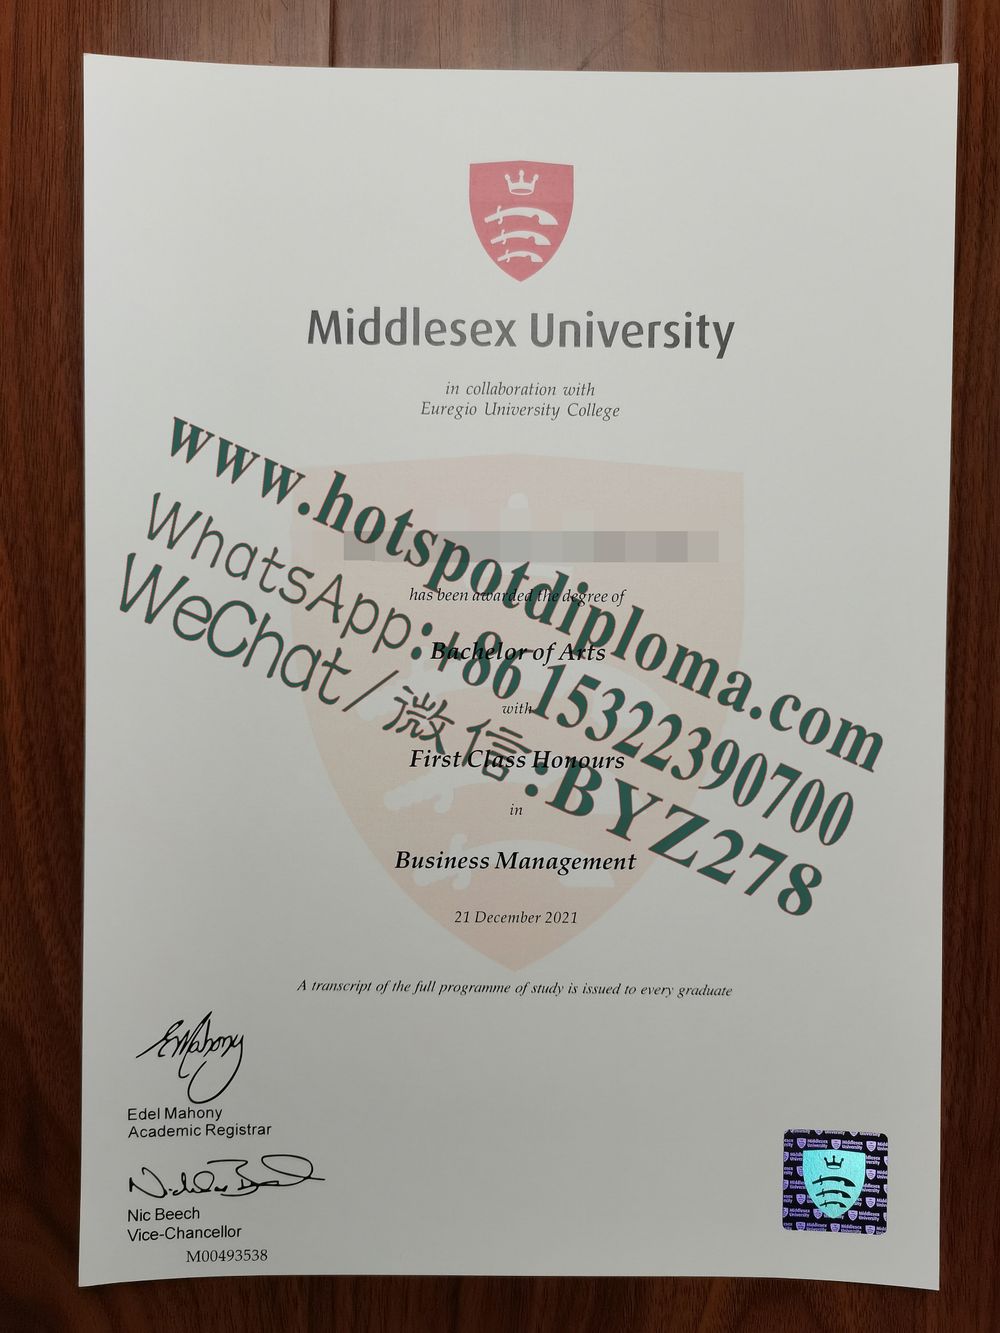 Middlesex University
in collaboration with
Euregio University College
www.hotspotdiploma.com
WhatsApp:+86 15322390700
WeChat/微信:BYZ278
has been awarded the degree of
Bachelor of Arts
with
First Class Honours
in
Business Management
21 December 2021
A transcript of the full programme of study is issued to every graduate
EMahony
Edel Mahony
Academic Registrar
Nic Beech
Vice-Chancellor
M00493538
Middlesex
University